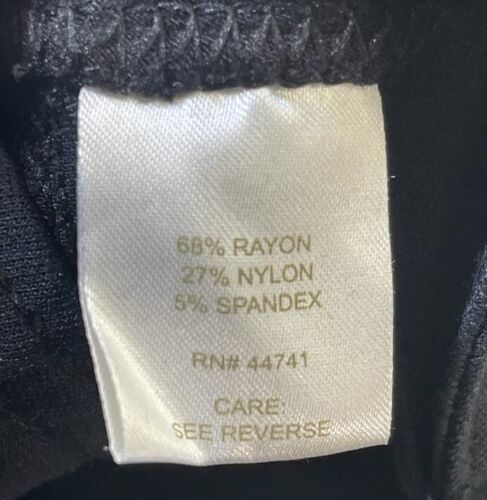 68% RAYON
27% NYLON
5% SPANDEX
RN# 44741
CARE:
SEE REVERSE